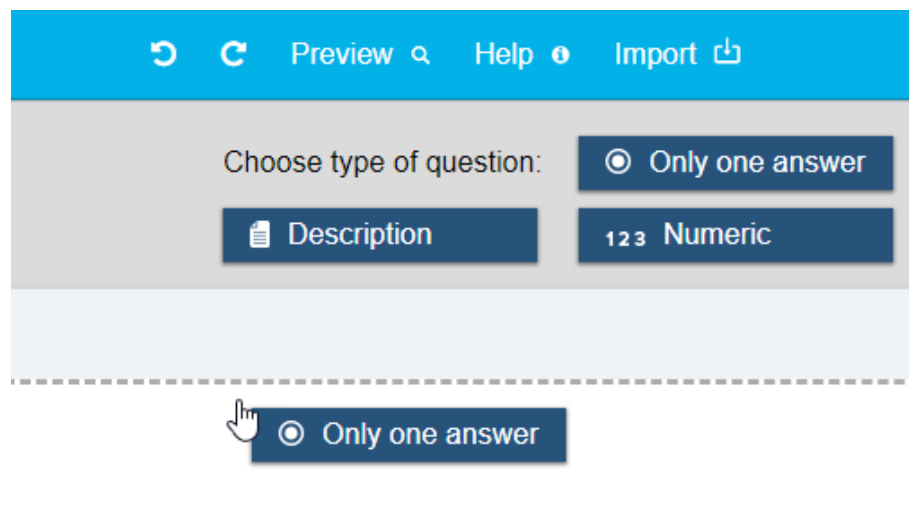 Preview Help Import
Choose type of question: Only one answer
Description 123 Numeric
Only one answer